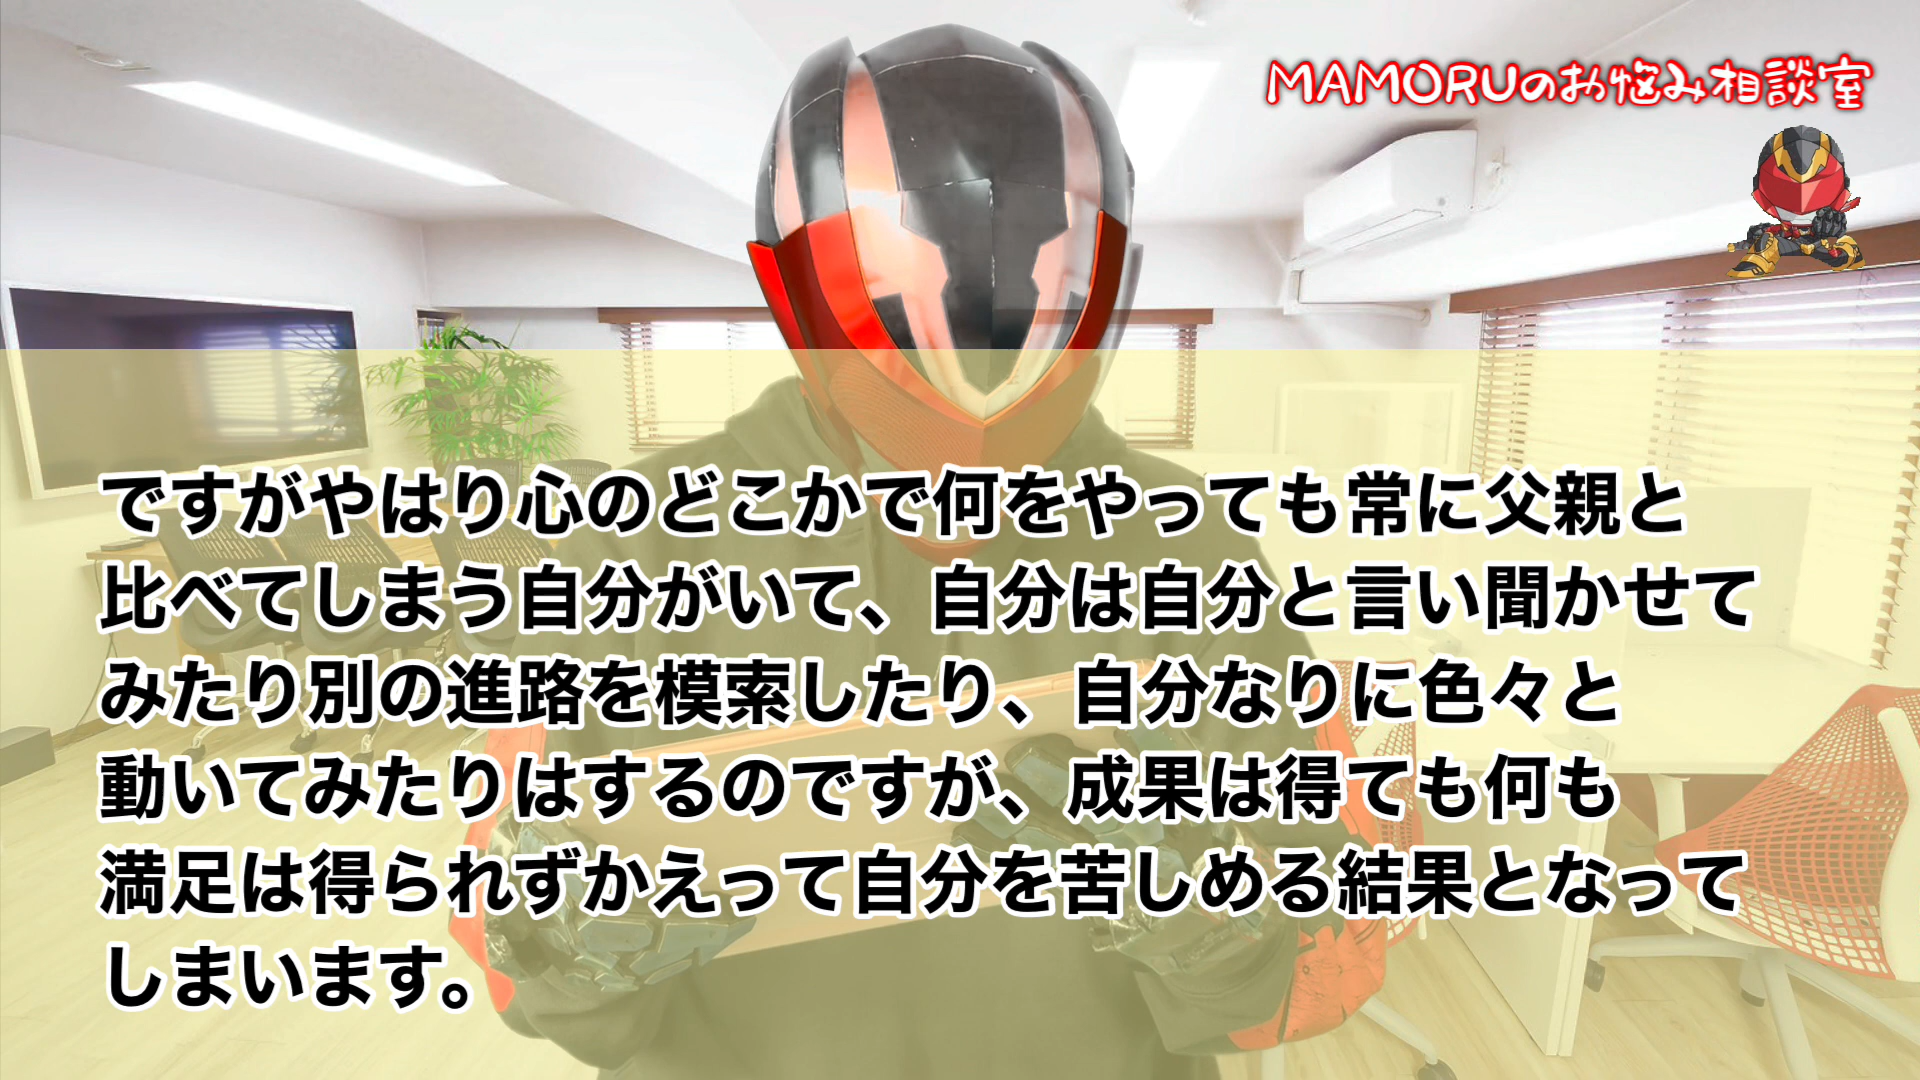 MAMORUのお悩み相談室
ですがやはり心のどこかで何をやっても常に父親と
比べてしまう自分がいて、自分は自分と言い聞かせて
みたり別の進路を模索したり、自分なりに色々と
動いてみたりはするのですが、成果は得ても何も
満足は得られずかえって自分を苦しめる結果となって
しまいます。